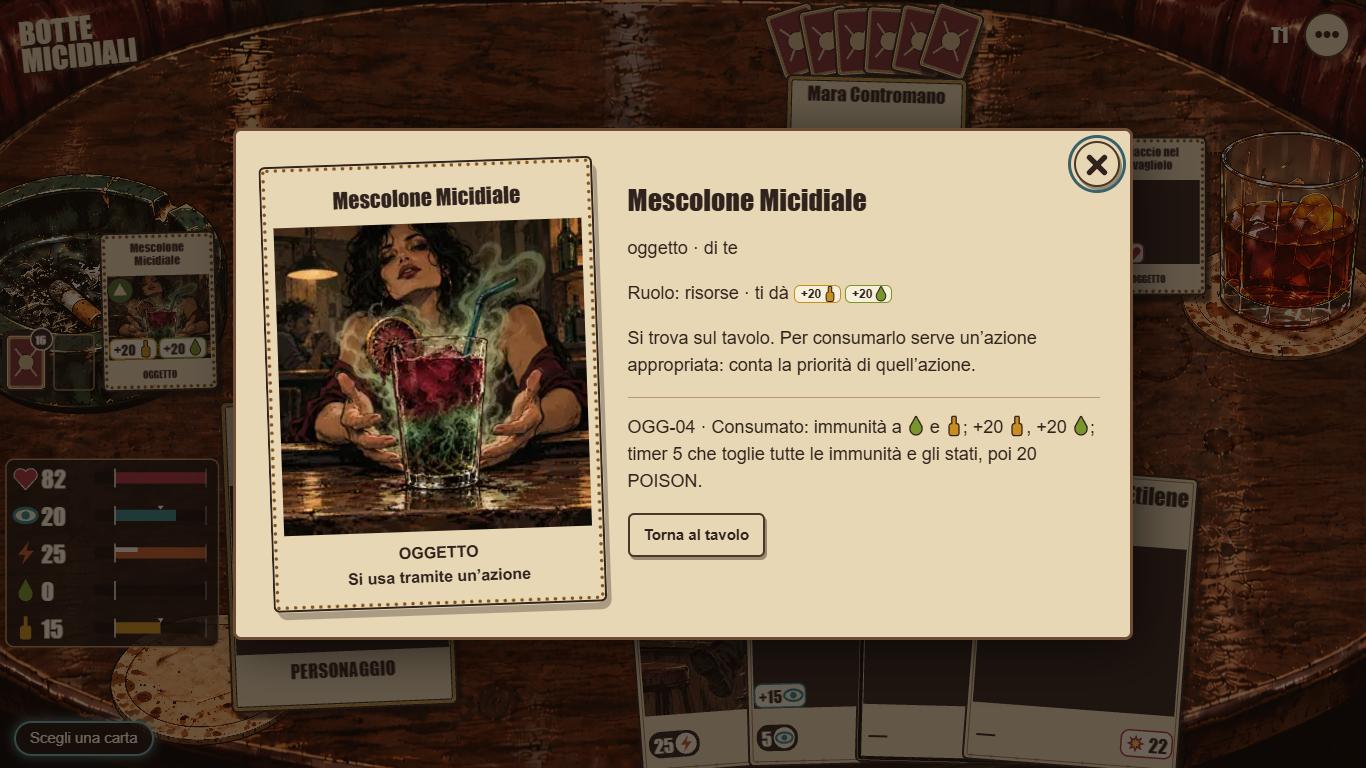 BOTTE
MICIDIALI
T1
Mara Contromano
Mescolone
Micidiale
+20 +20
OGGETTO
16
82
20
25
0
15
Scegli una carta
PERSONAGGIO
Mescolone Micidiale
OGGETTO
Si usa tramite un’azione
Mescolone Micidiale
oggetto · di te
Ruolo: risorse · ti dà +20 +20
Si trova sul tavolo. Per consumarlo serve un’azione
appropriata: conta la priorità di quell’azione.
OGG-04 · Consumato: immunità a e ; +20 , +20 ;
timer 5 che toglie tutte le immunità e gli stati, poi 20
POISON.
Torna al tavolo
accio nel
vagliolo
OGGETTO
Etilene
25
+15
5
—
—
22